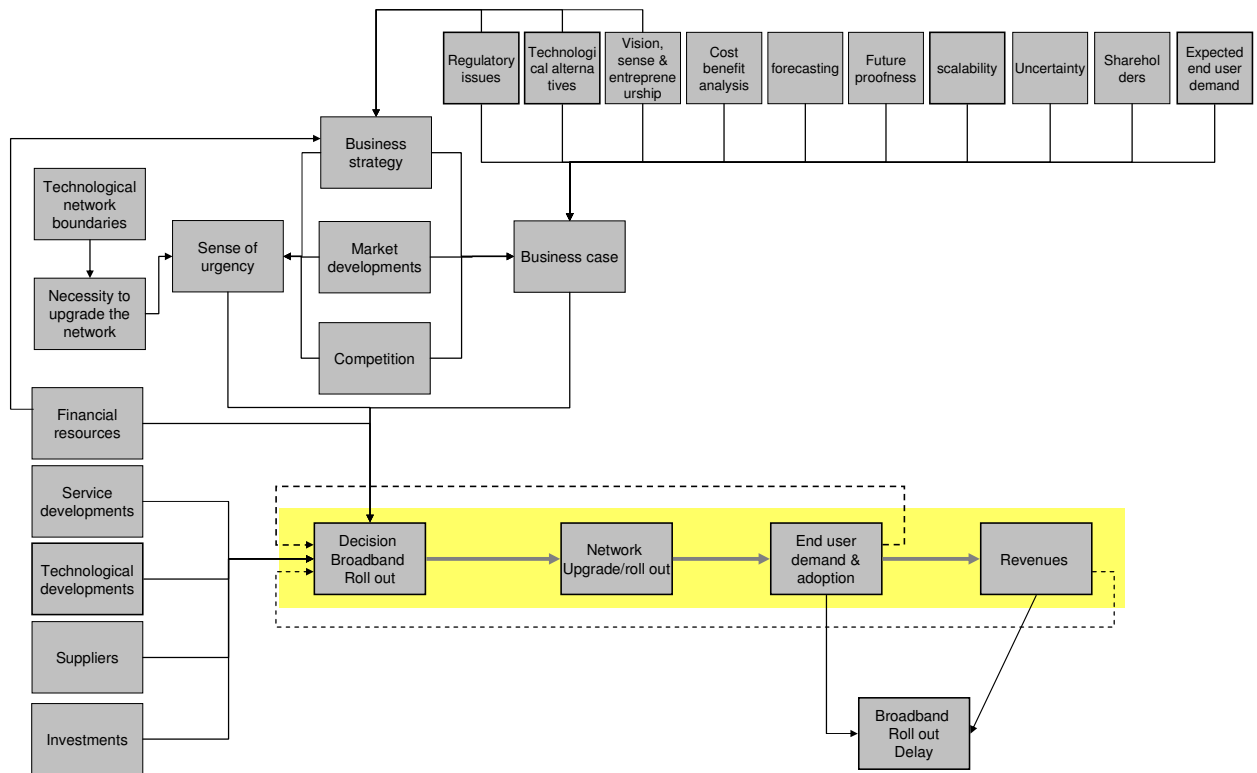 Regulatory
issues
Technologi
cal alterna
tives
Vision,
sense &
entreprene
urship
Cost
benefit
analysis
forecasting
Future
proofness
scalability
Uncertainty
Sharehol
ders
Expected
end user
demand
Business
strategy
Technological
network
boundaries
Sense of
urgency
Market
developments
Business case
Necessity to
upgrade the
network
Competition
Financial
resources
Service
developments
Decision
Broadband
Roll out
Network
Upgrade/roll out
End user
demand &
adoption
Revenues
Technological
developments
Suppliers
Investments
Broadband
Roll out
Delay